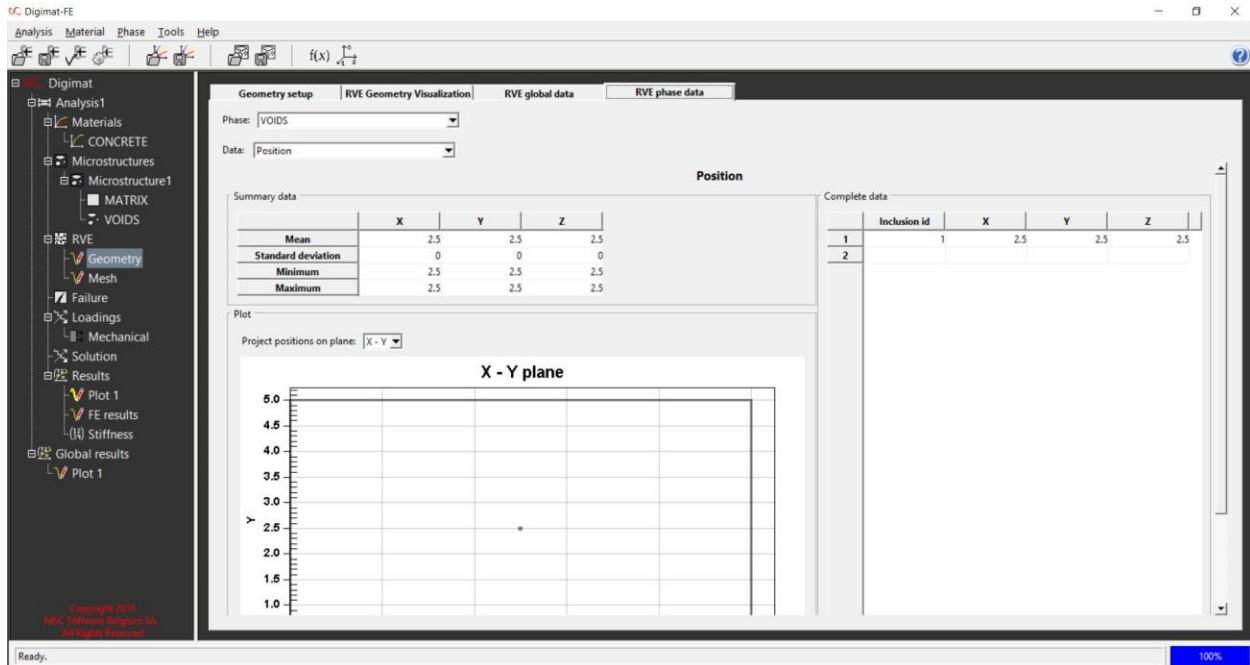 Digimat-FE
Analysis Material Phase Tools Help
f(x)
Digimat
Analysis1
Materials
CONCRETE
Microstructures
Microstructure1
MATRIX
VOIDS
RVE
Geometry
Mesh
Failure
Loadings
Mechanical
Solution
Results
Plot 1
FE results
Stiffness
Global results
Plot 1
Copyright 2016
MSC Software Belgium SA.
All Rights Reserved
Geometry setup RVE Geometry Visualization RVE global data RVE phase data
Phase: VOIDS
Data: Position
Position
Summary data
X Y Z
Mean 2.5 2.5 2.5
Standard deviation 0 0 0
Minimum 2.5 2.5 2.5
Maximum 2.5 2.5 2.5
Complete data
Inclusion id X Y Z
1 1 2.5 2.5 2.5
2
Plot
Project positions on plane: X - Y
X - Y plane
5.0
4.5
4.0
3.5
3.0
2.5
2.0
1.5
1.0
Y
Ready. 100%